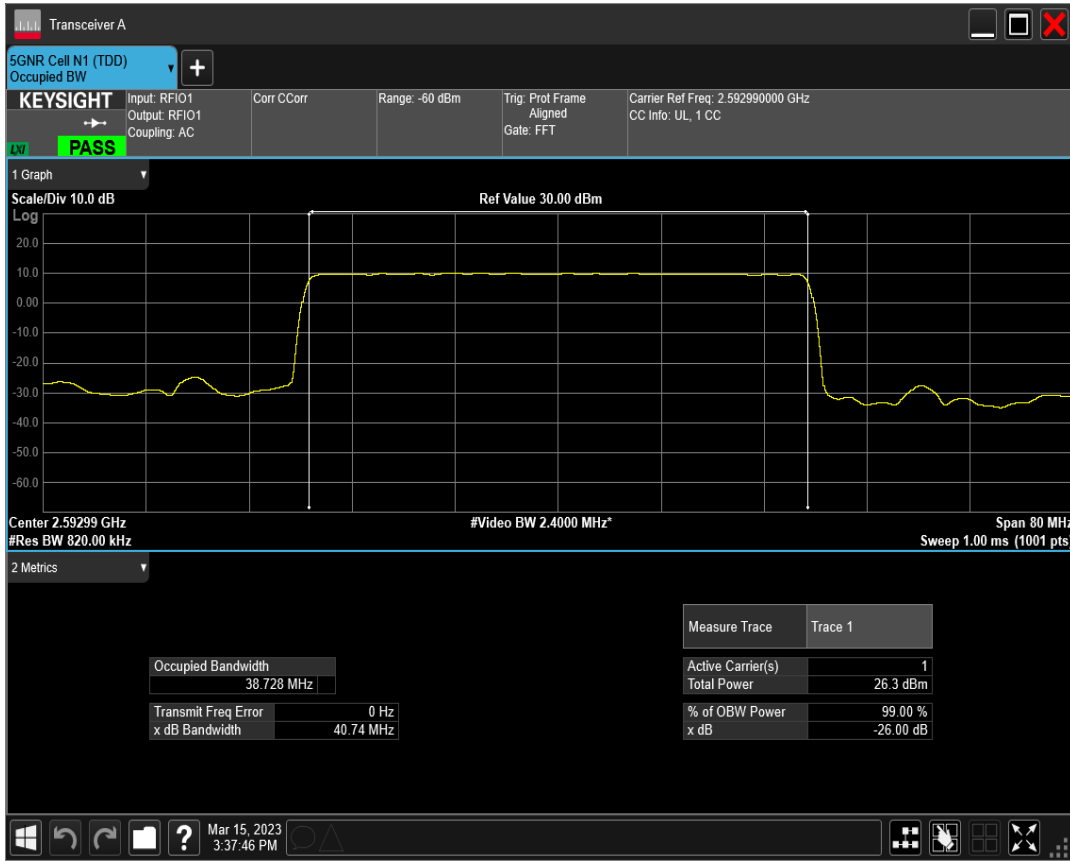 Transceiver A
5GNR Cell N1 (TDD)
Occupied BW
+
KEYSIGHT
LXI
PASS
Input: RFIO1
Output: RFIO1
Coupling: AC
Corr CCorr
Range: -60 dBm
Trig: Prot Frame
Aligned
Gate: FFT
Carrier Ref Freq: 2.592990000 GHz
CC Info: UL, 1 CC
1 Graph
Scale/Div 10.0 dB
Ref Value 30.00 dBm
Log
20.0
10.0
0.00
-10.0
-20.0
-30.0
-40.0
-50.0
-60.0
Center 2.59299 GHz
#Video BW 2.4000 MHz*
Span 80 MHz
#Res BW 820.00 kHz
Sweep 1.00 ms (1001 pts)
2 Metrics
Measure Trace Trace 1
Occupied Bandwidth
38.728 MHz
Active Carrier(s) 1
Total Power 26.3 dBm
Transmit Freq Error 0 Hz
x dB Bandwidth 40.74 MHz
% of OBW Power 99.00 %
x dB -26.00 dB
?
Mar 15, 2023
3:37:46 PM